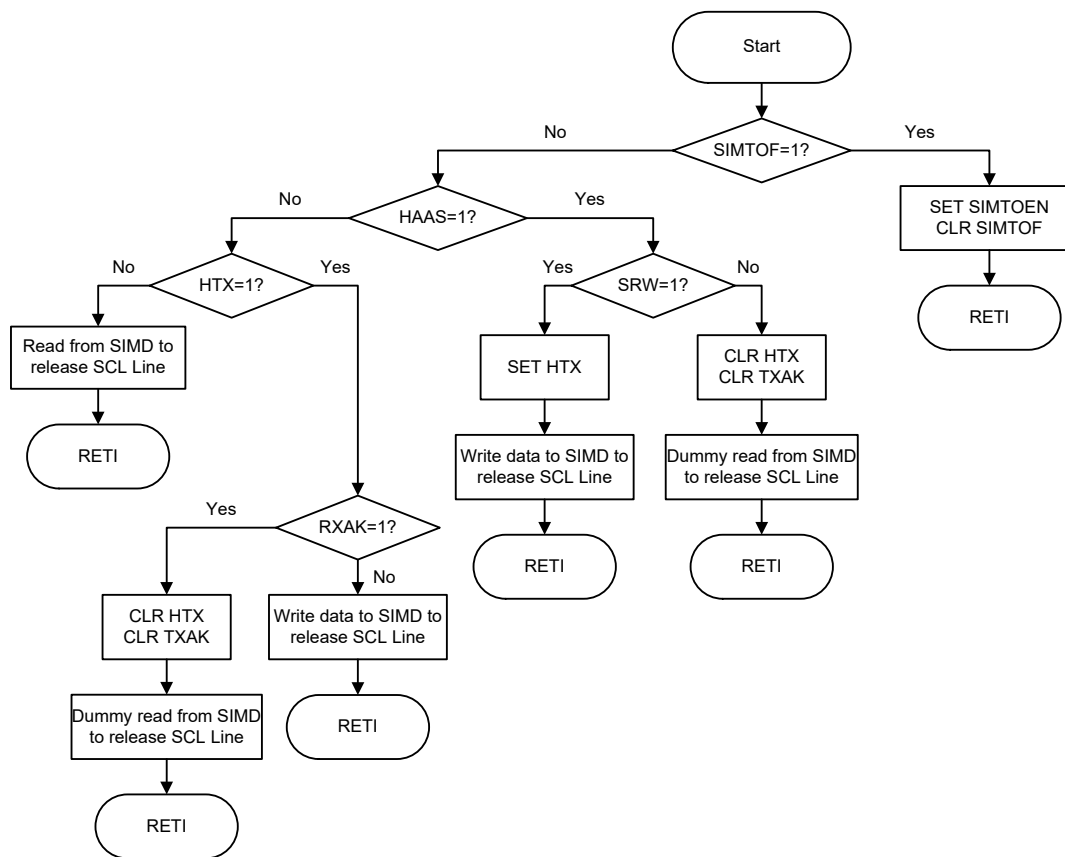 Start
No
Yes
SIMTOF=1?
No
HAAS=1?
Yes
SET SIMTOEN
CLR SIMTOF
No
HTX=1?
Yes
Yes
SRW=1?
No
RETI
Read from SIMD to
release SCL Line
SET HTX
CLR HTX
CLR TXAK
RETI
Write data to SIMD to
release SCL Line
Dummy read from SIMD
to release SCL Line
Yes
RXAK=1?
RETI
RETI
No
CLR HTX
CLR TXAK
Write data to SIMD to
release SCL Line
Dummy read from SIMD
to release SCL Line
RETI
RETI